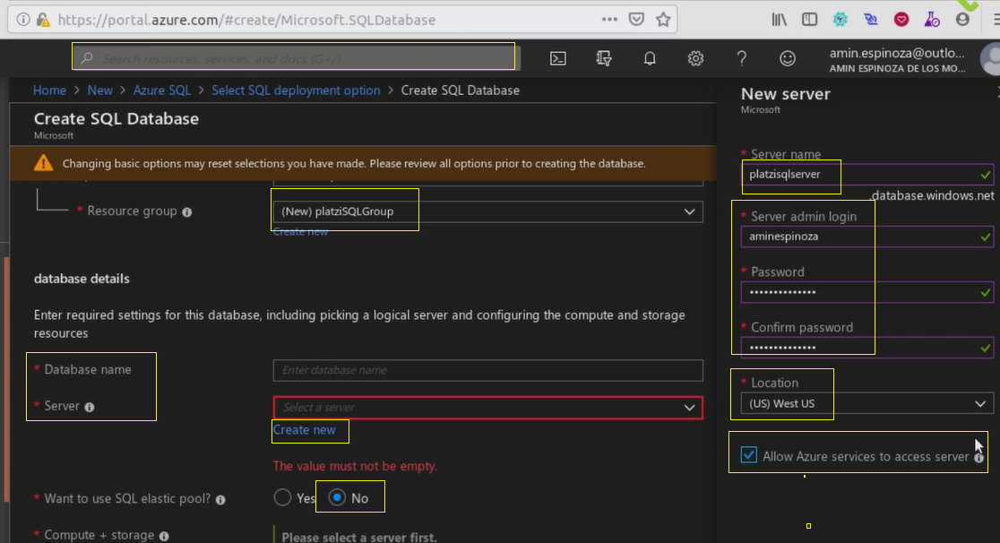 https://portal.azure.com/#create/Microsoft.SQLDatabase
Search resources, services, and docs (G+/)
amin.espinoza@outlo...
AMIN ESPINOZA DE LOS MO...
Home > New > Azure SQL > Select SQL deployment option > Create SQL Database
Create SQL Database
Microsoft
Changing basic options may reset selections you have made. Please review all options prior to creating the database.
* Resource group
(New) platziSQLGroup
Create new
database details
Enter required settings for this database, including picking a logical server and configuring the compute and storage
resources
* Database name
Enter database name
* Server
Select a server
Create new
The value must not be empty.
* Want to use SQL elastic pool?
Yes
No
* Compute + storage
Please select a server first.
New server
Microsoft
* Server name
platzisqlserver
.database.windows.net
* Server admin login
aminespinoza
* Password
••••••••••••••
* Confirm password
••••••••••••••
* Location
(US) West US
Allow Azure services to access server